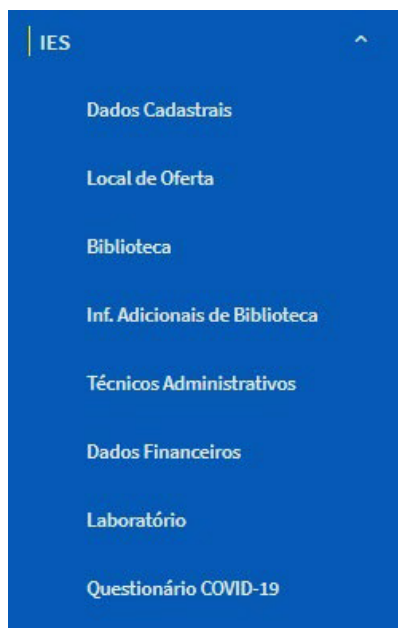 IES
Dados Cadastrais
Local de Oferta
Biblioteca
Inf. Adicionais de Biblioteca
Técnicos Administrativos
Dados Financeiros
Laboratório
Questionário COVID-19